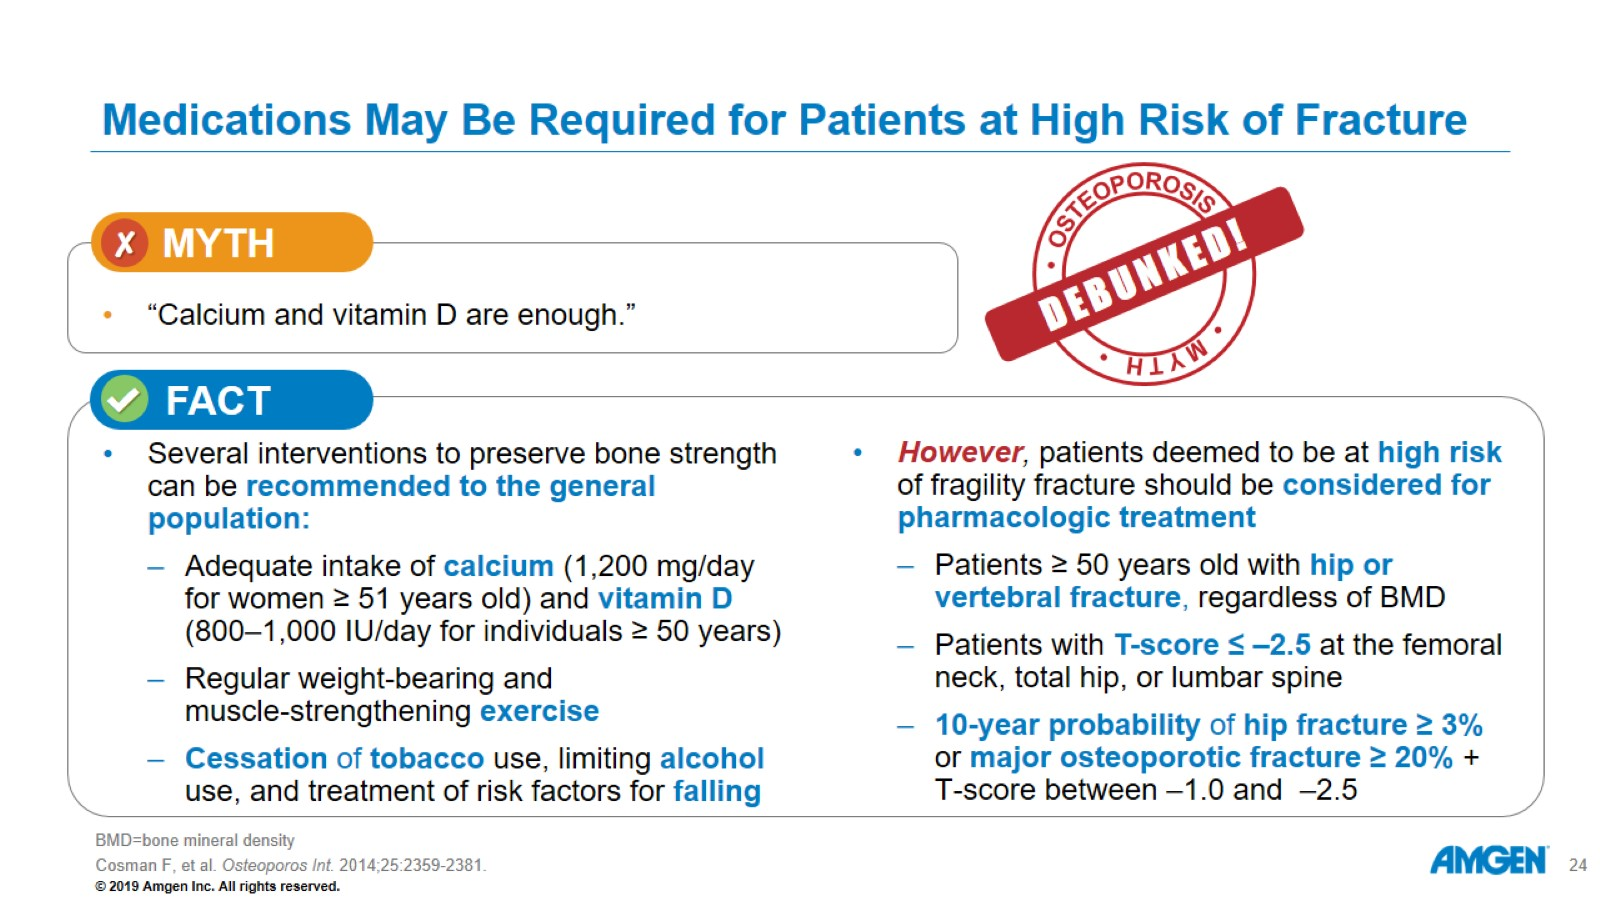 Medications May Be Required for Patients at High Risk of Fracture
• OSTEOPOROSIS •
DEBUNKED!
• MYTH
✗ MYTH
• “Calcium and vitamin D are enough.”
FACT
• Several interventions to preserve bone strength
can be recommended to the general
population:
– Adequate intake of calcium (1,200 mg/day
for women ≥ 51 years old) and vitamin D
(800–1,000 IU/day for individuals ≥ 50 years)
– Regular weight-bearing and
muscle-strengthening exercise
– Cessation of tobacco use, limiting alcohol
use, and treatment of risk factors for falling
• However, patients deemed to be at high risk
of fragility fracture should be considered for
pharmacologic treatment
– Patients ≥ 50 years old with hip or
vertebral fracture, regardless of BMD
– Patients with T-score ≤ –2.5 at the femoral
neck, total hip, or lumbar spine
– 10-year probability of hip fracture ≥ 3%
or major osteoporotic fracture ≥ 20% +
T-score between –1.0 and –2.5
BMD=bone mineral density
Cosman F, et al. Osteoporos Int. 2014;25:2359-2381.
© 2019 Amgen Inc. All rights reserved.
AMGEN
24